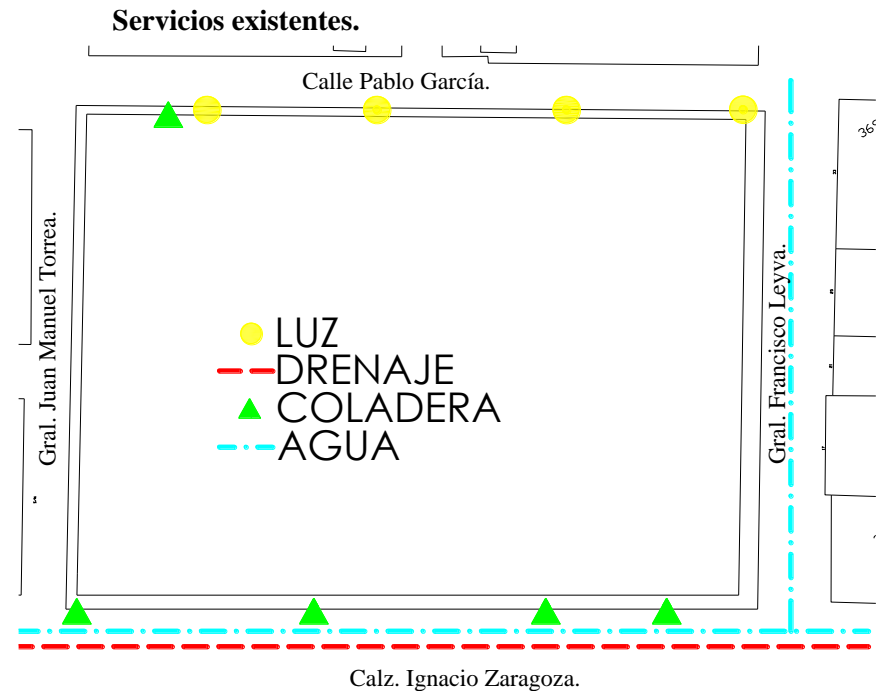 Servicios existentes.
Calle Pablo García.
Gral. Juan Manuel Torrea.
Gral. Francisco Leyva.
LUZ
DRENAJE
COLADERA
AGUA
Calz. Ignacio Zaragoza.